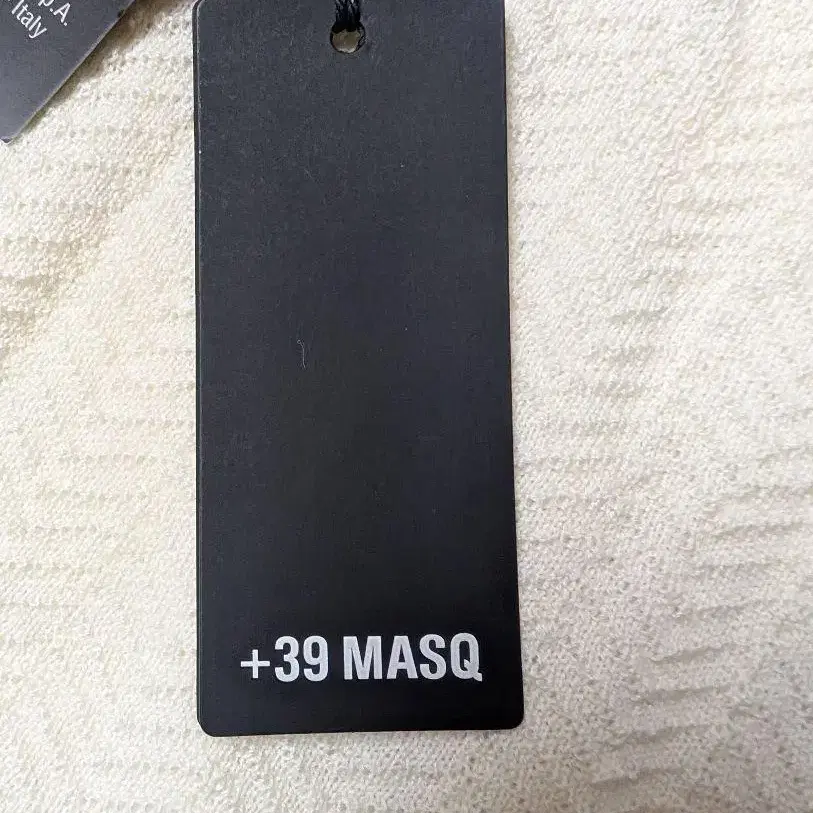 p.A.
Italy
+39 MASQ